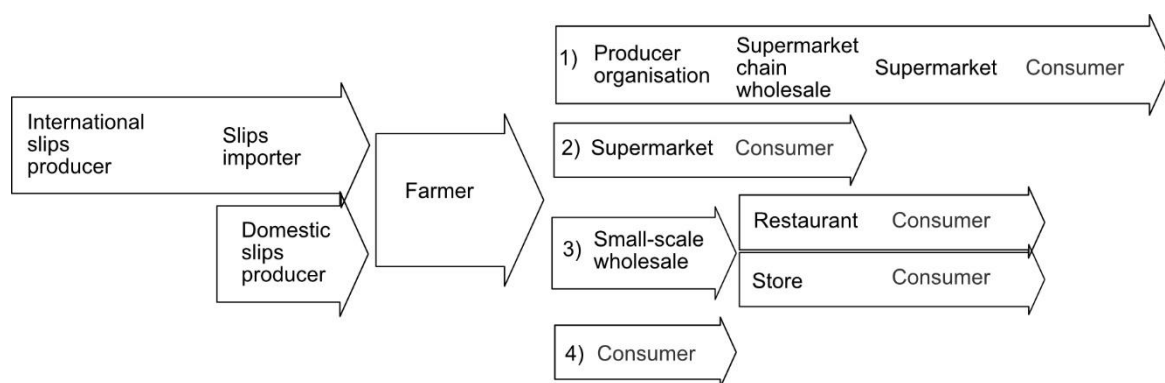 International
slips
producer
Slips
importer
Domestic
slips
producer
Farmer
1) Producer
organisation
Supermarket
chain
wholesale
Supermarket
Consumer
2) Supermarket
Consumer
3) Small-scale
wholesale
Restaurant
Consumer
Store
Consumer
4) Consumer